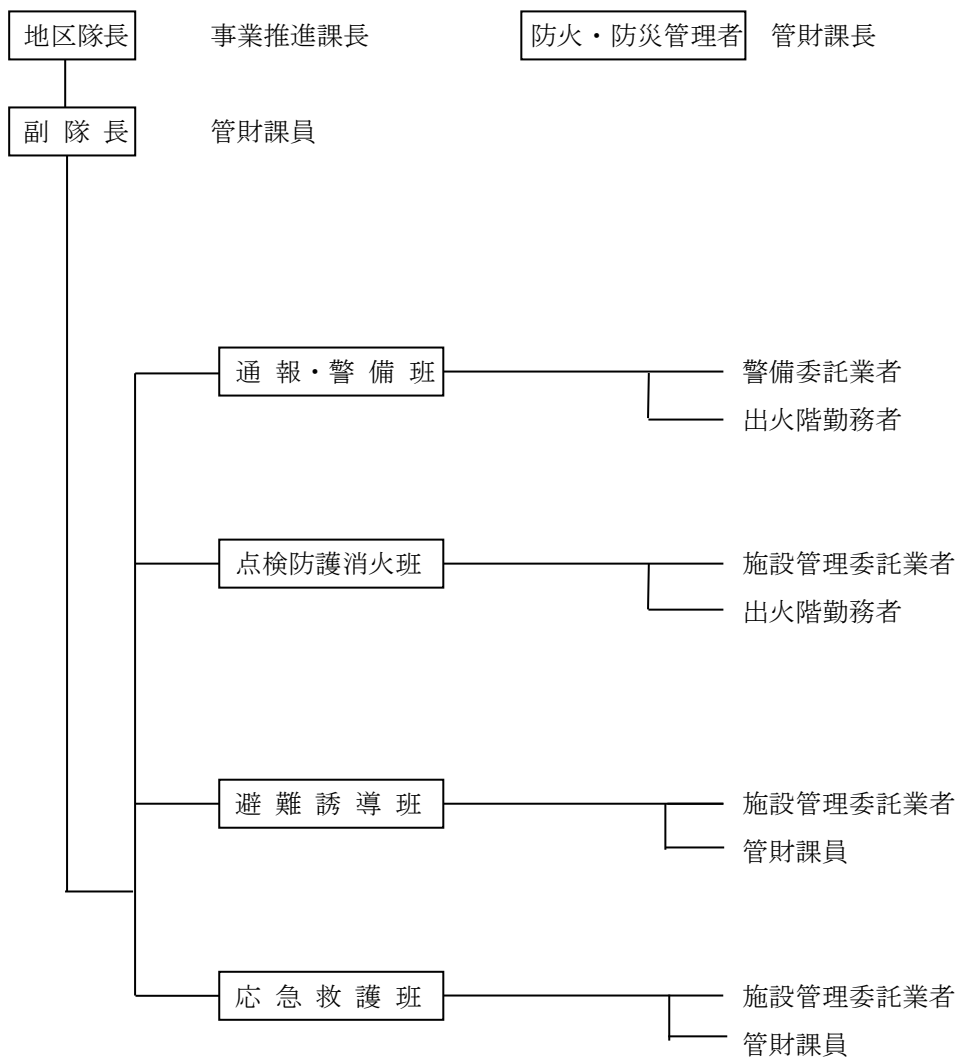 地区隊長 事業推進課長 防火・防災管理者 管財課長
副隊長 管財課員
通報・警備班 警備委託業者
出火階勤務者
点検防護消火班 施設管理委託業者
出火階勤務者
避難誘導班 施設管理委託業者
管財課員
応急救護班 施設管理委託業者
管財課員